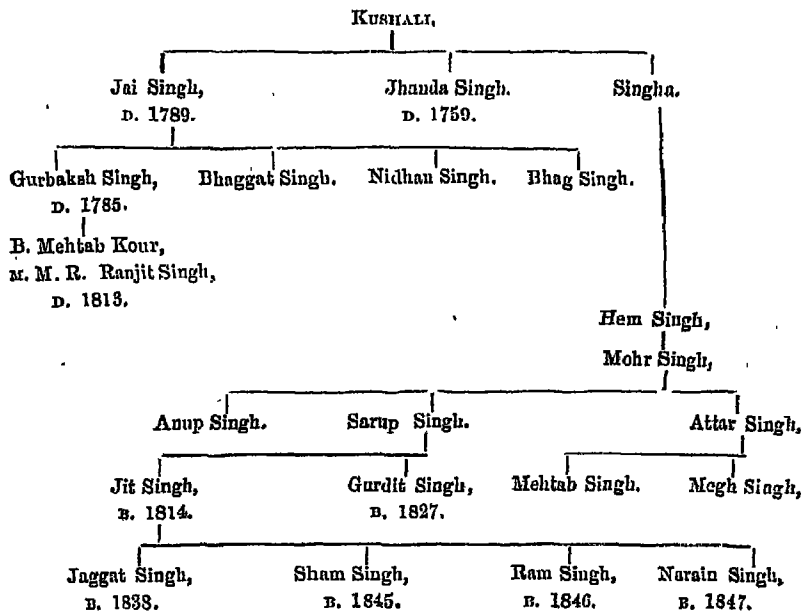 KUSHALI,
Jai Singh, Jhanda Singh. Singha.
D. 1789. D. 1759.
Gurbaksh Singh, Bhaggat Singh. Nidhan Singh. Bhag Singh.
D. 1785.
B. Mehtab Kour,
M. M. R. Ranjit Singh,
D. 1813.
Hem Singh,
Mohr Singh,
Anup Singh. Sarup Singh. Attar Singh,
Jit Singh, Gurdit Singh, Mehtab Singh. Megh Singh,
B. 1814. B. 1827.
Jaggat Singh, Sham Singh, Ram Singh, Narain Singh,
B. 1838. B. 1845. B. 1846. B. 1847.